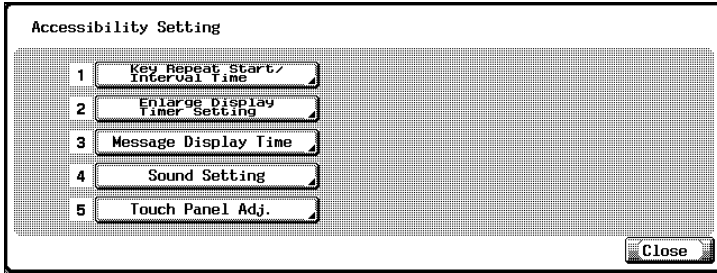 Accessibility Setting
1 Key Repeat Start/
Interval Time
2 Enlarge Display
Timer Setting
3 Message Display Time
4 Sound Setting
5 Touch Panel Adj.
Close